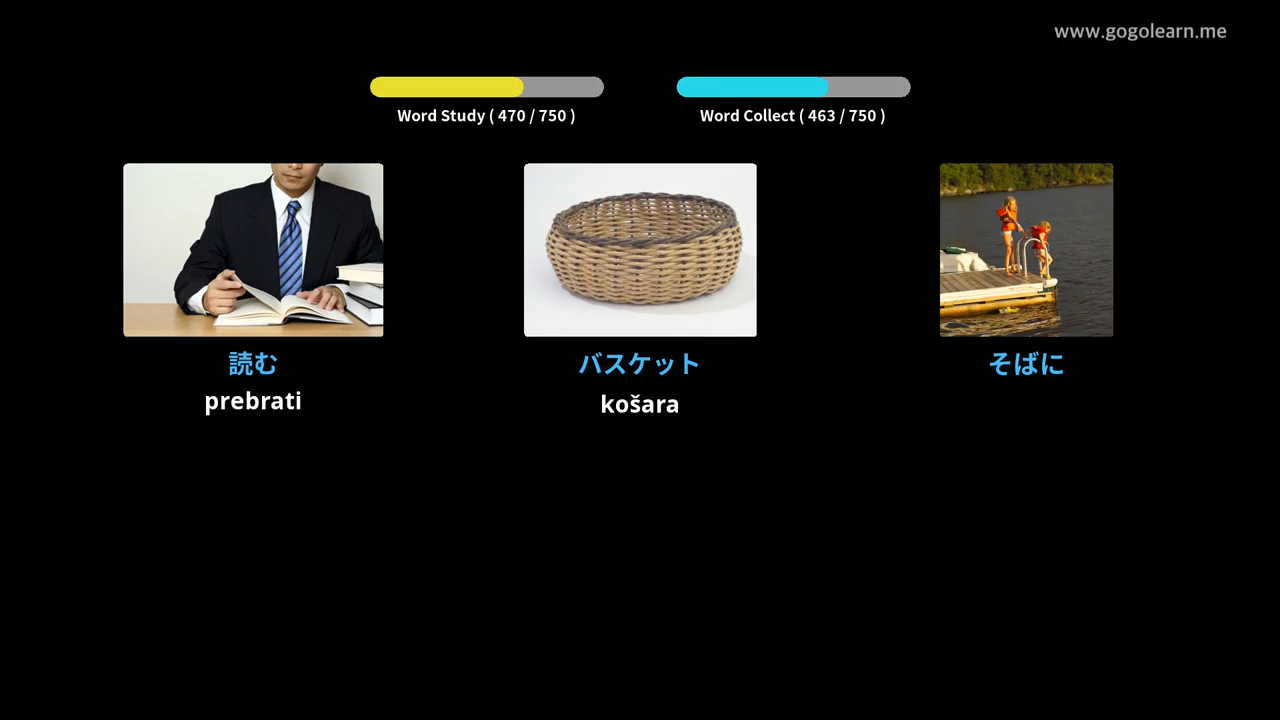 www.gogolearn.me
Word Study ( 470 / 750 )
Word Collect ( 463 / 750 )
読む
バスケット
そばに
prebrati
košara